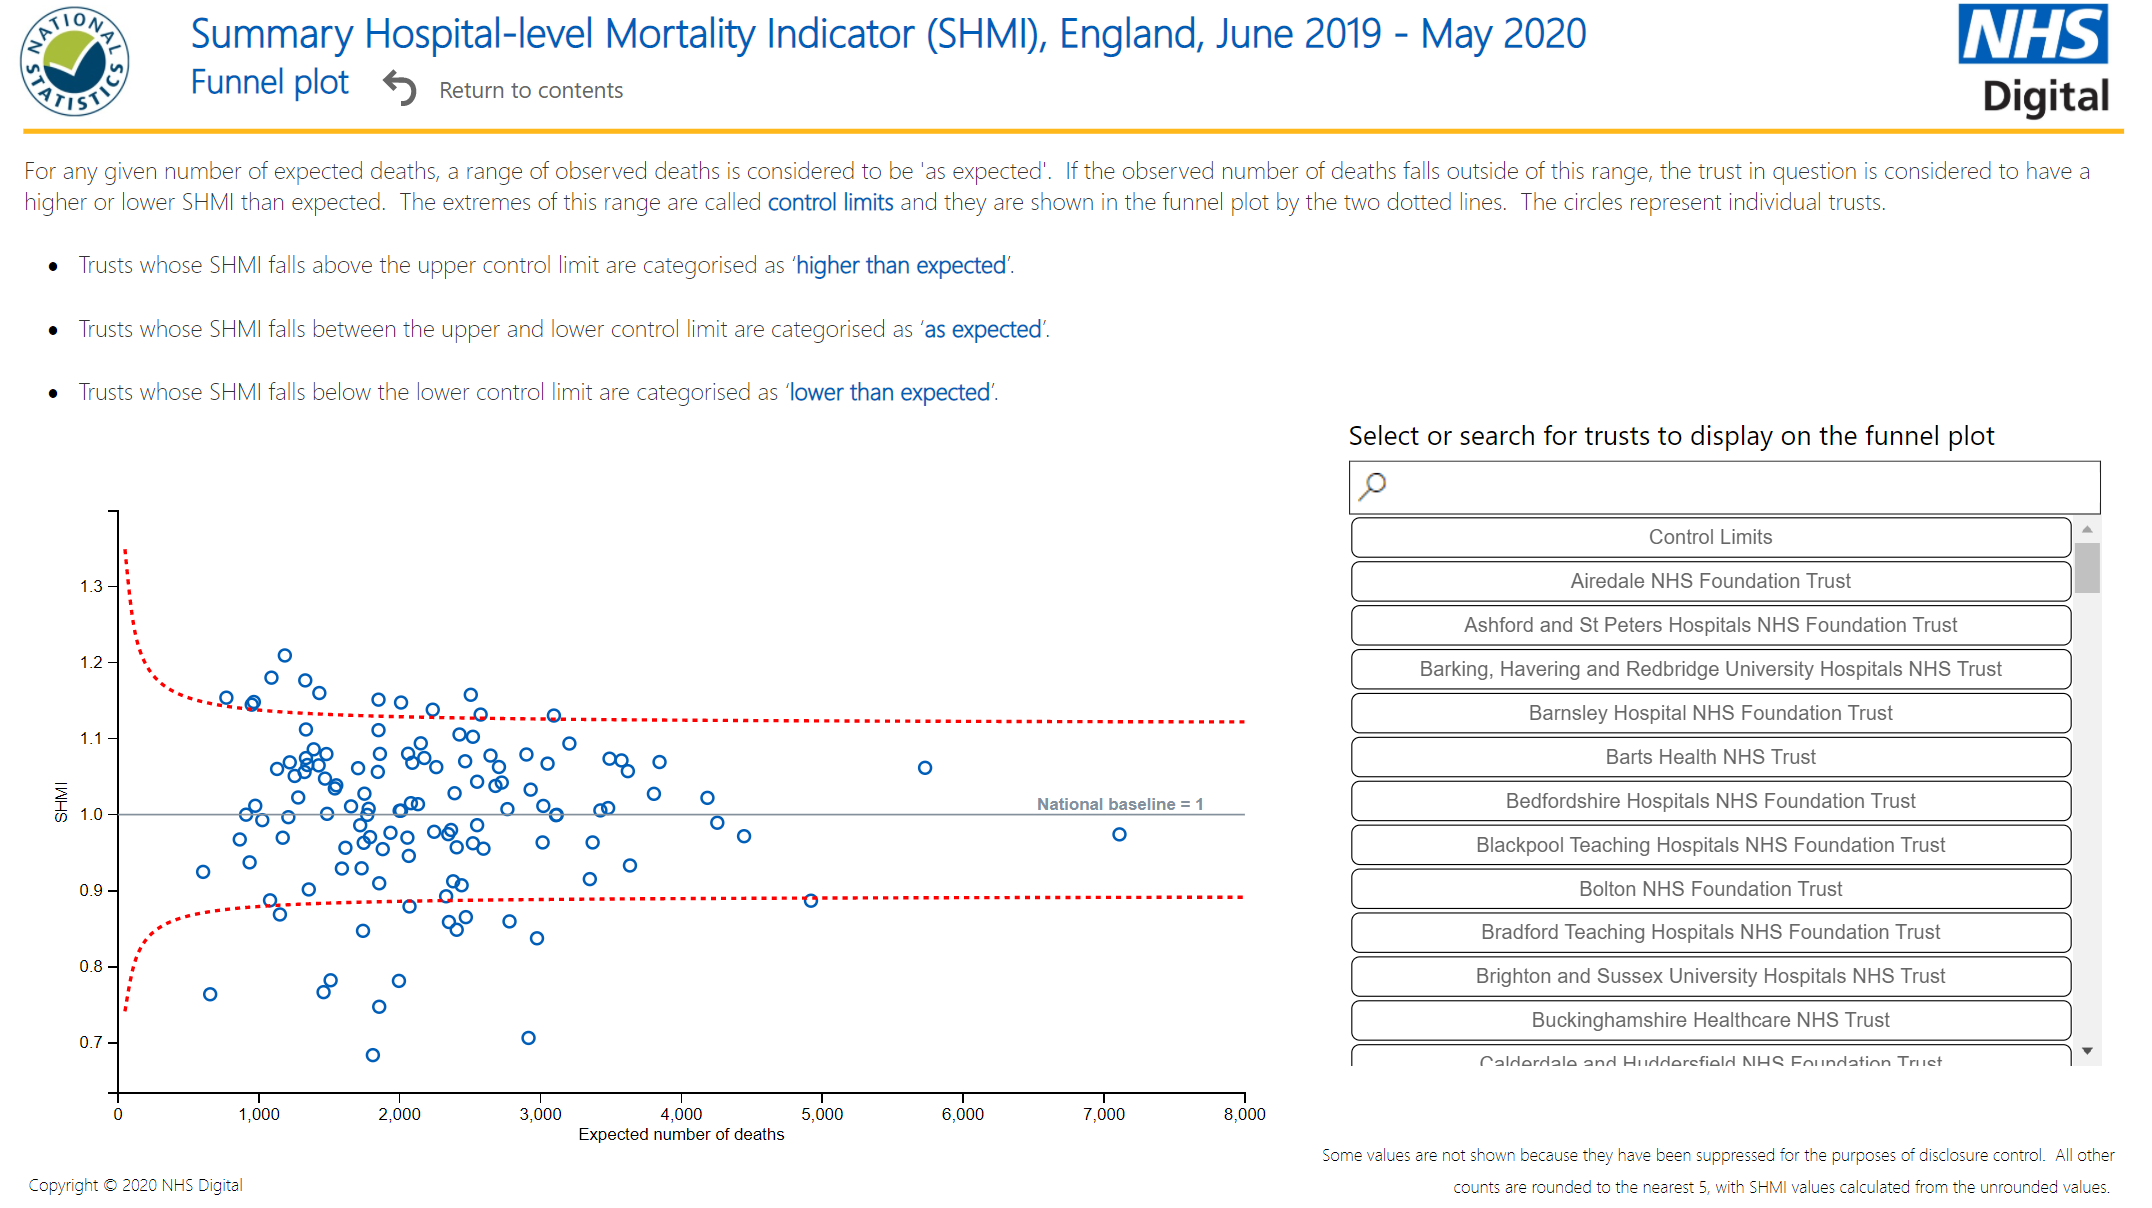 NATIONAL STATISTICS
Summary Hospital-level Mortality Indicator (SHMI), England, June 2019 - May 2020
Funnel plot
Return to contents
NHS
Digital
For any given number of expected deaths, a range of observed deaths is considered to be 'as expected'. If the observed number of deaths falls outside of this range, the trust in question is considered to have a
higher or lower SHMI than expected. The extremes of this range are called control limits and they are shown in the funnel plot by the two dotted lines. The circles represent individual trusts.
• Trusts whose SHMI falls above the upper control limit are categorised as ‘higher than expected’.
• Trusts whose SHMI falls between the upper and lower control limit are categorised as ‘as expected’.
• Trusts whose SHMI falls below the lower control limit are categorised as ‘lower than expected’.
Select or search for trusts to display on the funnel plot
Control Limits
Airedale NHS Foundation Trust
Ashford and St Peters Hospitals NHS Foundation Trust
Barking, Havering and Redbridge University Hospitals NHS Trust
Barnsley Hospital NHS Foundation Trust
Barts Health NHS Trust
Bedfordshire Hospitals NHS Foundation Trust
Blackpool Teaching Hospitals NHS Foundation Trust
Bolton NHS Foundation Trust
Bradford Teaching Hospitals NHS Foundation Trust
Brighton and Sussex University Hospitals NHS Trust
Buckinghamshire Healthcare NHS Trust
Calderdale and Huddersfield NHS Foundation Trust
1.3
1.2
1.1
1.0
0.9
0.8
0.7
SHMI
National baseline = 1
0
1,000
2,000
3,000
4,000
5,000
6,000
7,000
8,000
Expected number of deaths
Some values are not shown because they have been suppressed for the purposes of disclosure control. All other
counts are rounded to the nearest 5, with SHMI values calculated from the unrounded values.
Copyright © 2020 NHS Digital